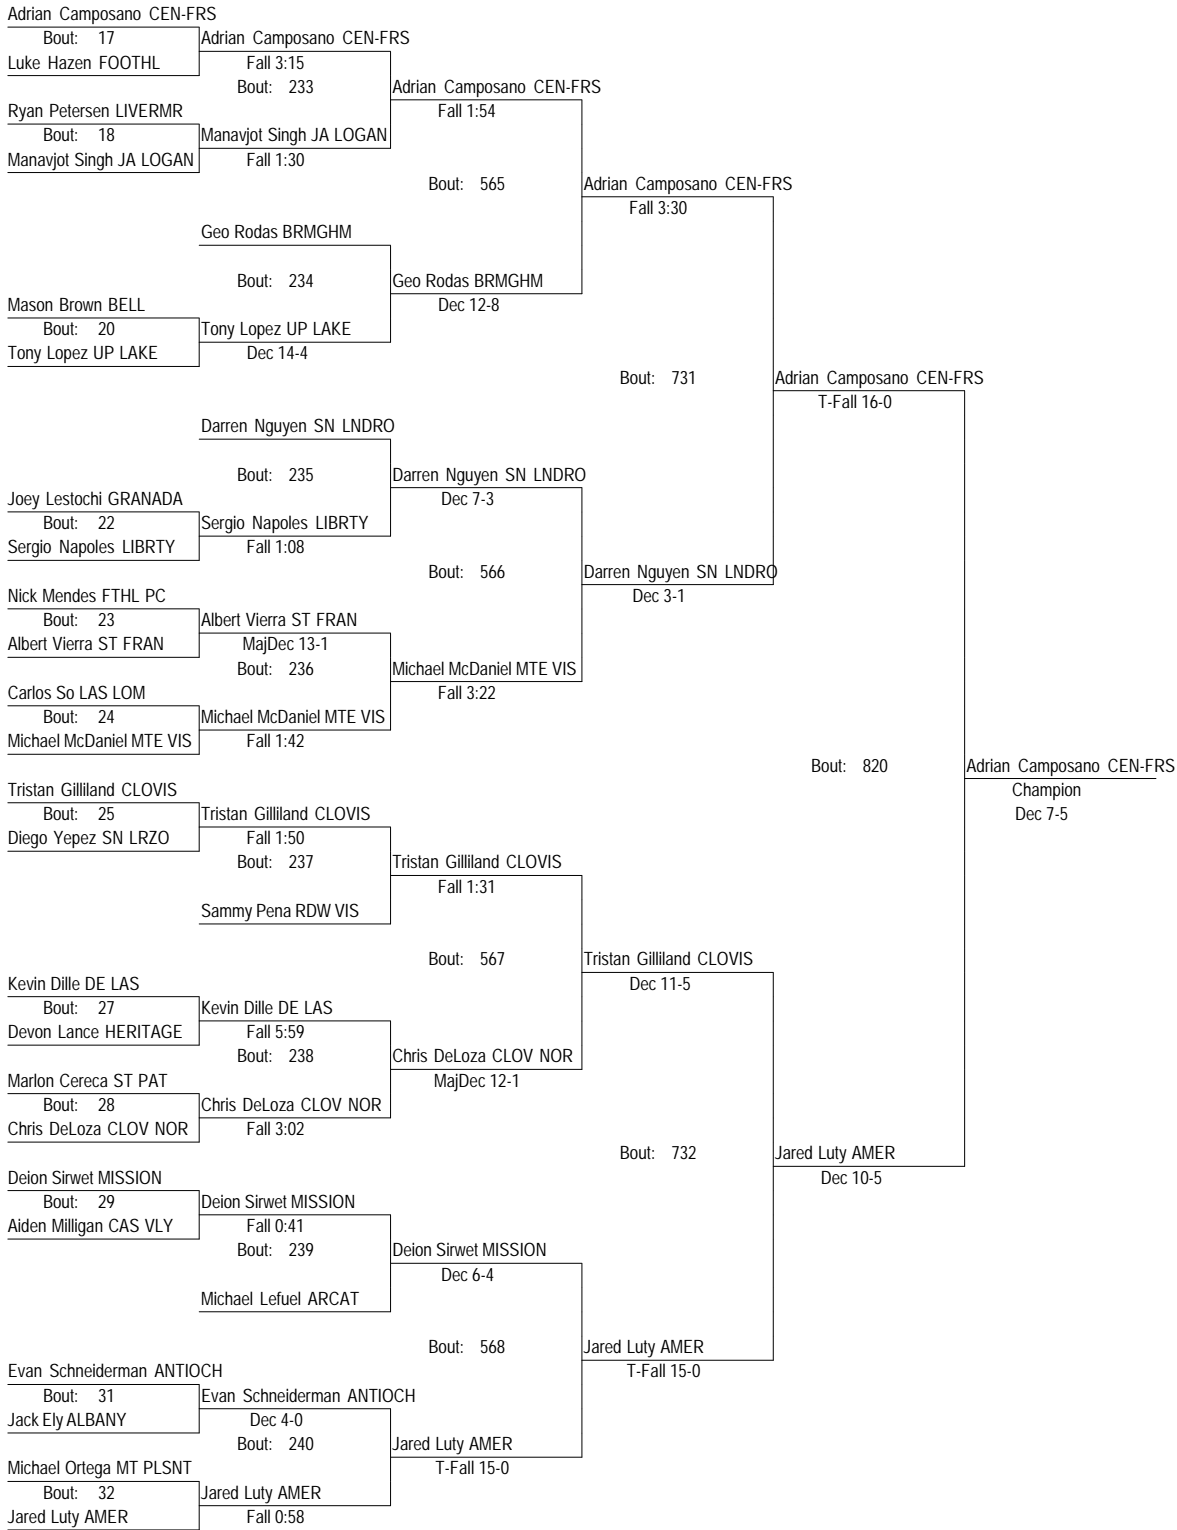 Adrian Camposano CEN-FRS
Bout: 17
Adrian Camposano CEN-FRS
Luke Hazen FOOTHL
Fall 3:15
Bout: 233
Adrian Camposano CEN-FRS
Ryan Petersen LIVERMR
Fall 1:54
Bout: 18
Manavjot Singh JA LOGAN
Manavjot Singh JA LOGAN
Fall 1:30
Bout: 565
Adrian Camposano CEN-FRS
Fall 3:30
Geo Rodas BRMGHM
Bout: 234
Geo Rodas BRMGHM
Mason Brown BELL
Dec 12-8
Bout: 20
Tony Lopez UP LAKE
Tony Lopez UP LAKE
Dec 14-4
Bout: 731
Adrian Camposano CEN-FRS
T-Fall 16-0
Darren Nguyen SN LNDRO
Bout: 235
Darren Nguyen SN LNDRO
Joey Lestochi GRANADA
Dec 7-3
Bout: 22
Sergio Napoles LIBRTY
Sergio Napoles LIBRTY
Fall 1:08
Bout: 566
Darren Nguyen SN LNDRO
Nick Mendes FTHL PC
Dec 3-1
Bout: 23
Albert Vierra ST FRAN
Albert Vierra ST FRAN
MajDec 13-1
Bout: 236
Michael McDaniel MTE VIS
Carlos So LAS LOM
Fall 3:22
Bout: 24
Michael McDaniel MTE VIS
Michael McDaniel MTE VIS
Fall 1:42
Bout: 820
Adrian Camposano CEN-FRS
Tristan Gilliland CLOVIS
Champion
Bout: 25
Tristan Gilliland CLOVIS
Dec 7-5
Diego Yepez SN LRZO
Fall 1:50
Bout: 237
Tristan Gilliland CLOVIS
Fall 1:31
Sammy Pena RDW VIS
Bout: 567
Tristan Gilliland CLOVIS
Kevin Dille DE LAS
Dec 11-5
Bout: 27
Kevin Dille DE LAS
Devon Lance HERITAGE
Fall 5:59
Bout: 238
Chris DeLoza CLOV NOR
Marlon Cereca ST PAT
MajDec 12-1
Bout: 28
Chris DeLoza CLOV NOR
Chris DeLoza CLOV NOR
Fall 3:02
Bout: 732
Jared Luty AMER
Deion Sirwet MISSION
Dec 10-5
Bout: 29
Deion Sirwet MISSION
Aiden Milligan CAS VLY
Fall 0:41
Bout: 239
Deion Sirwet MISSION
Dec 6-4
Michael Lefuel ARCAT
Bout: 568
Jared Luty AMER
Evan Schneiderman ANTIOCH
T-Fall 15-0
Bout: 31
Evan Schneiderman ANTIOCH
Jack Ely ALBANY
Dec 4-0
Bout: 240
Jared Luty AMER
Michael Ortega MT PLSNT
T-Fall 15-0
Bout: 32
Jared Luty AMER
Jared Luty AMER
Fall 0:58